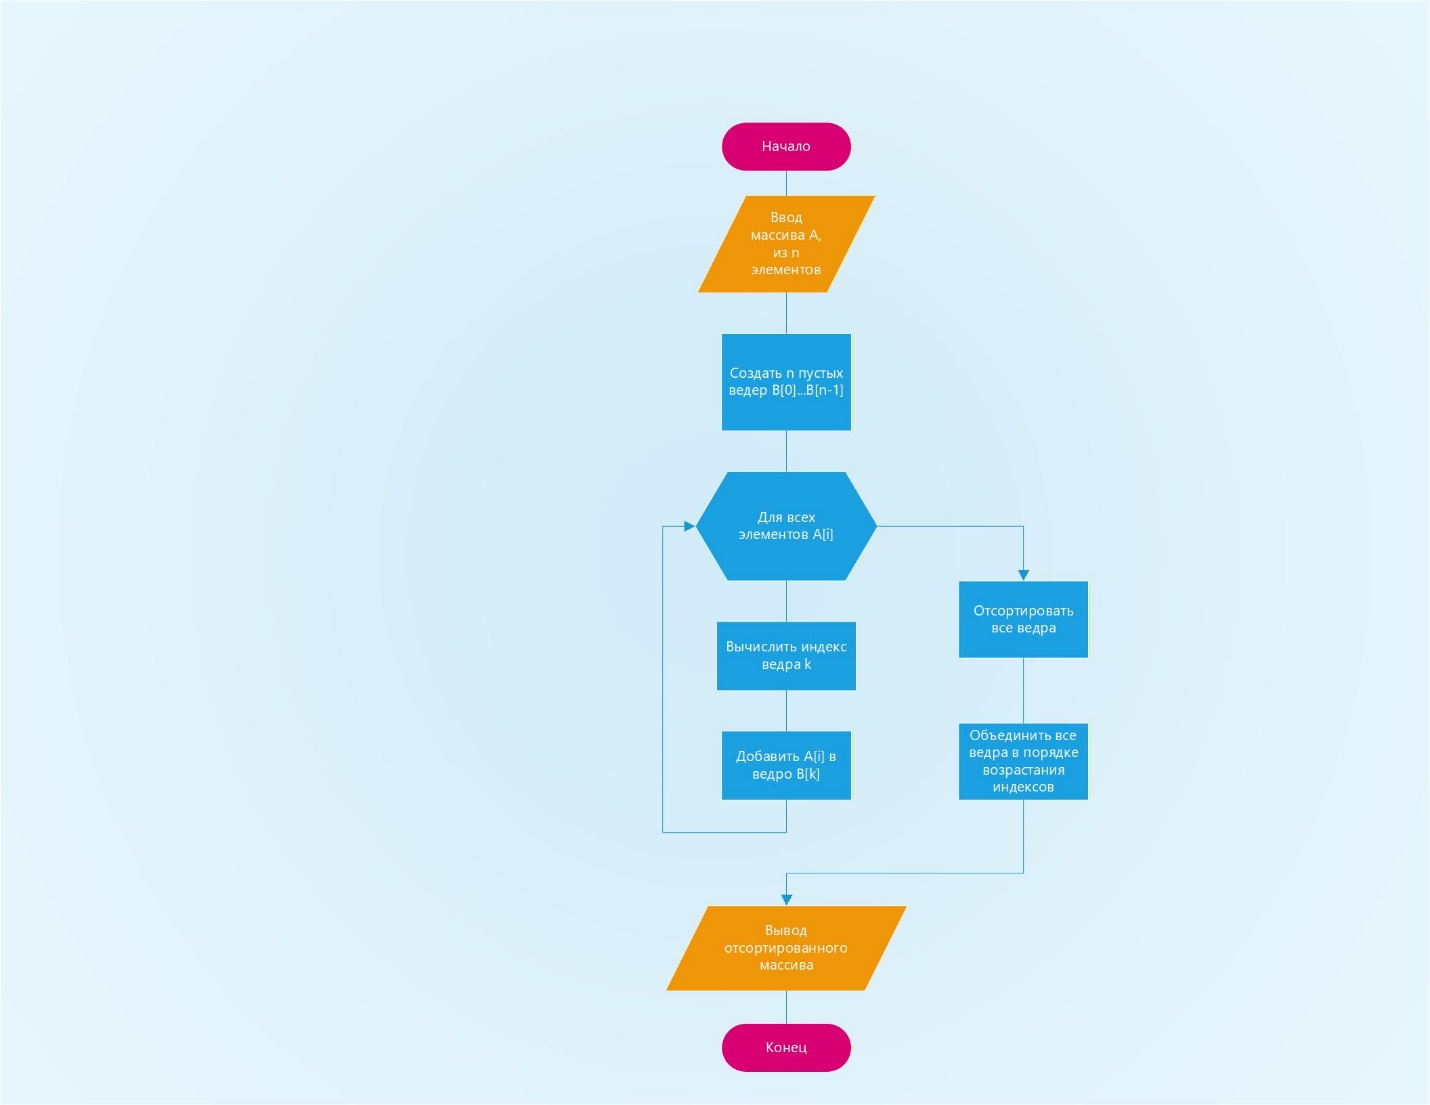 Начало
Ввод
массива A,
из n
элементов
Создать n пустых
ведер B[0]...B[n-1]
Для всех
элементов A[i]
Вычислить индекс
ведра k
Добавить A[i] в
ведро B[k]
Отсортировать
все ведра
Объединить все
ведра в порядке
возрастания
индексов
Вывод
отсортированного
массива
Конец